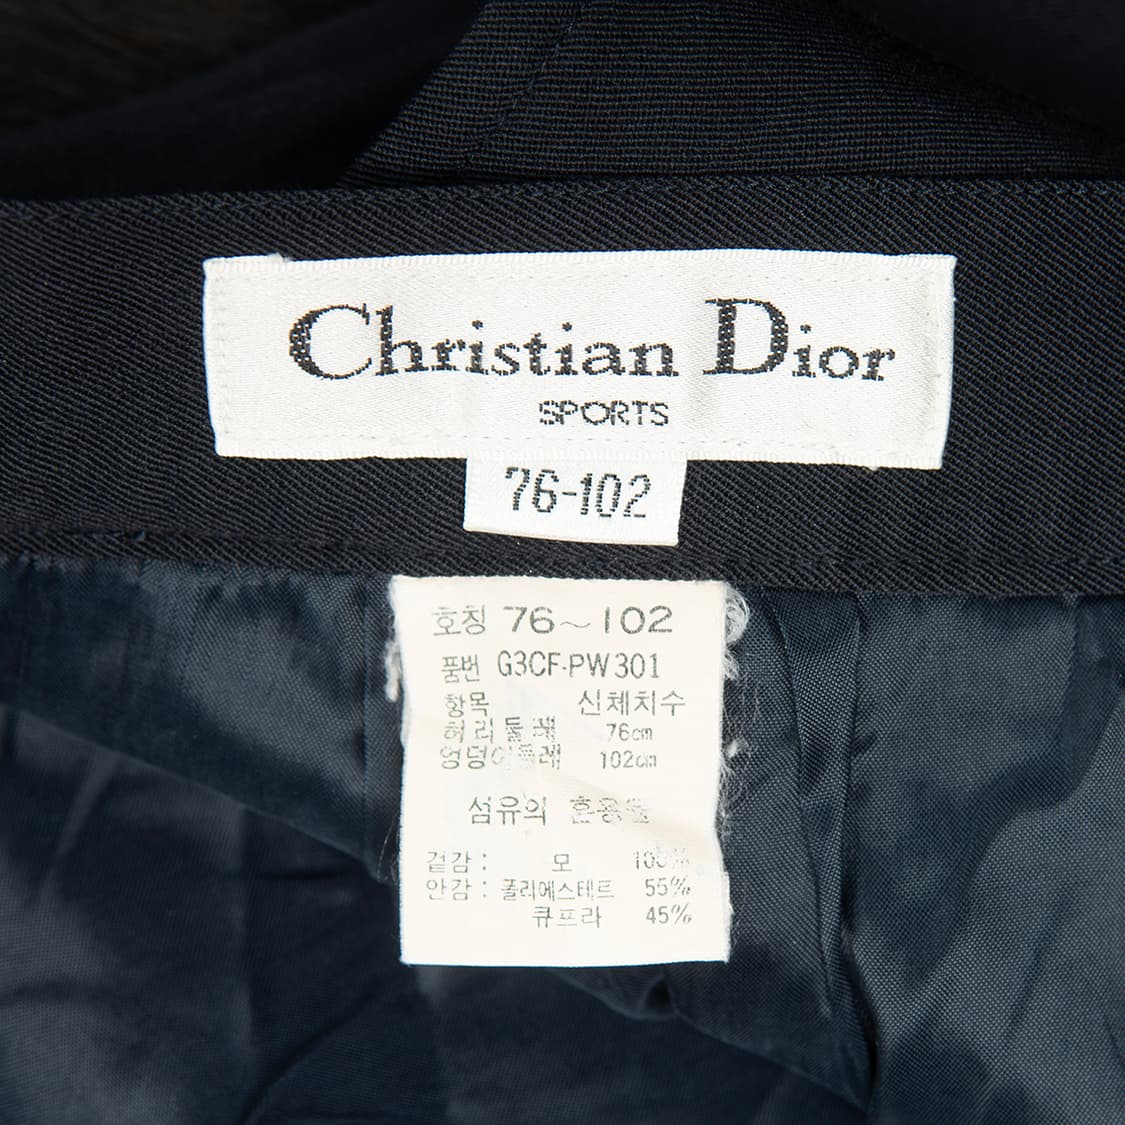 Christian Dior
SPORTS
76-102
호칭 76~102
품번 G3CF-PW301
항목 신체치수
허리둘레 76cm
엉덩이둘레 102cm
섬유의 혼용율
겉감: 모 100%
안감: 폴리에스테르 55%
큐프라 45%